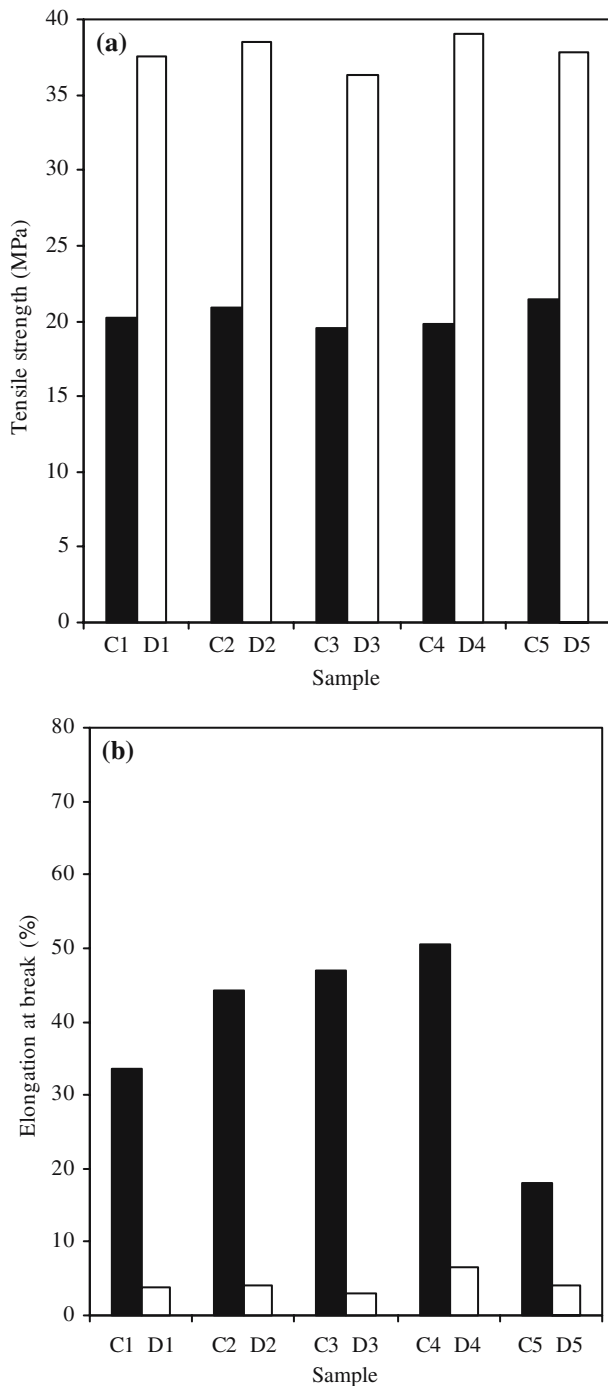 (a)
40
35
30
25
20
15
10
5
0
Tensile strength (MPa)
C1 D1 C2 D2 C3 D3 C4 D4 C5 D5
Sample
(b)
80
70
60
50
40
30
20
10
0
Elongation at break (%)
C1 D1 C2 D2 C3 D3 C4 D4 C5 D5
Sample